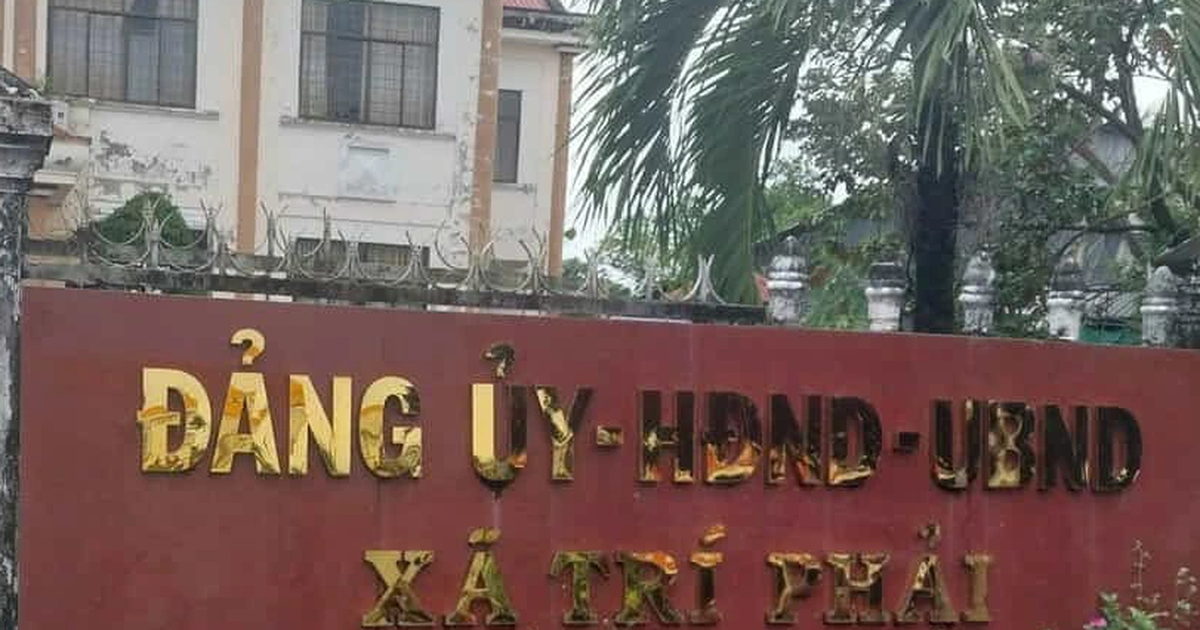 ĐẢNG ỦY-HĐND-UBND
XÃ TRÍ PHẢI